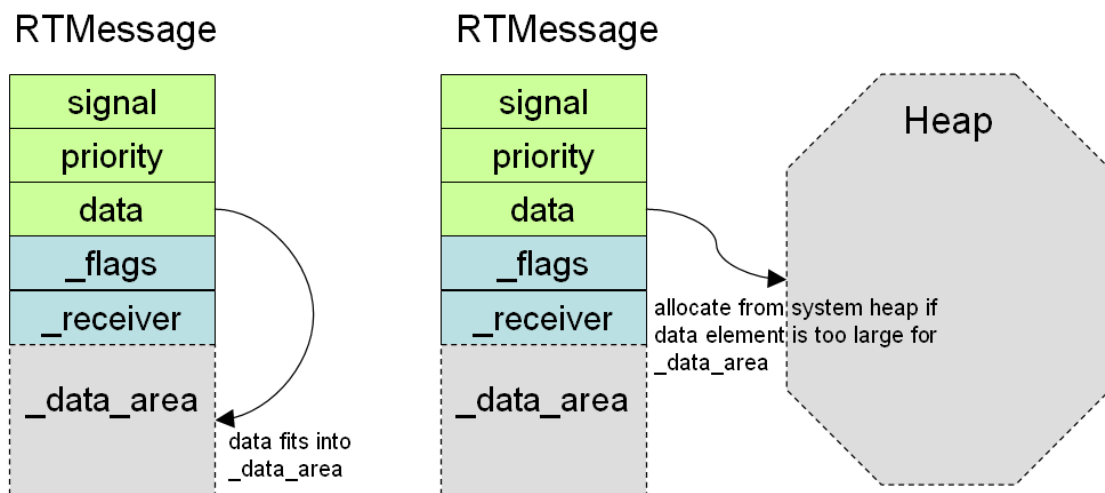 RTMessage
signal
priority
data
_flags
_receiver
_data_area
data fits into
_data_area
RTMessage
signal
priority
data
_flags
_receiver
_data_area
allocate from system heap if
data element is too large for
_data_area
Heap